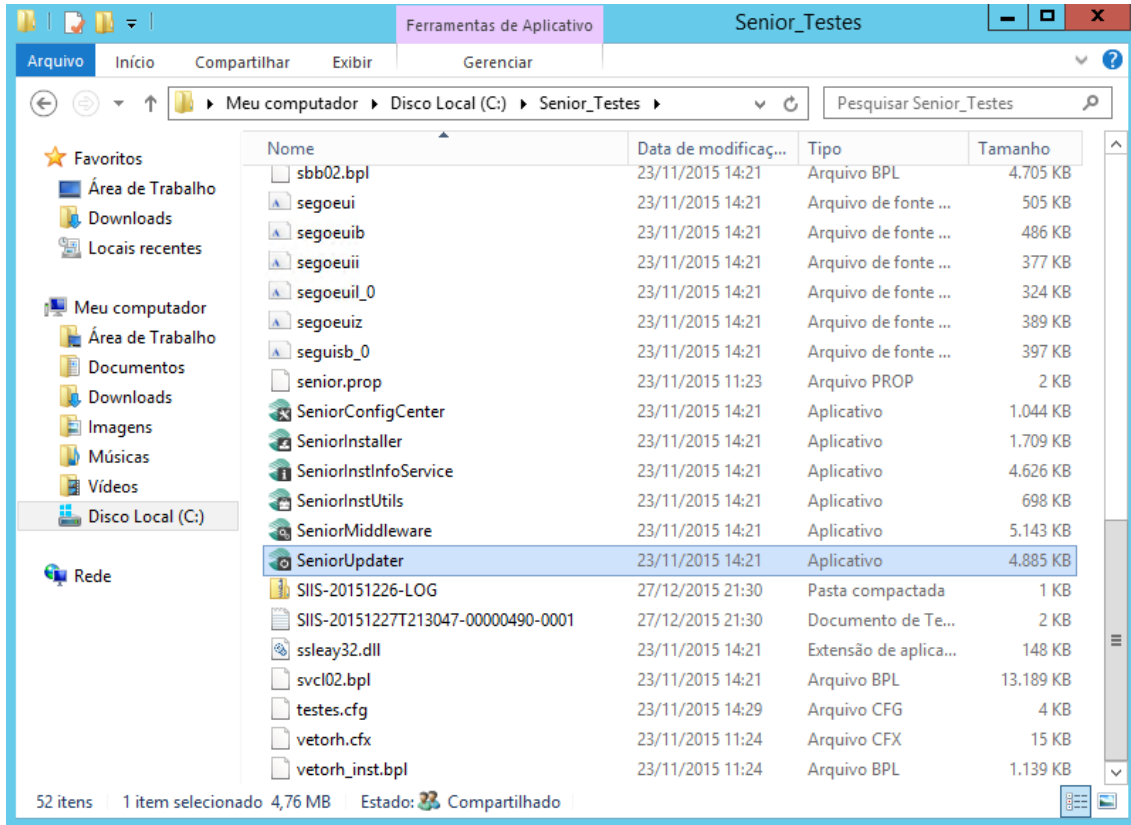 Ferramentas de Aplicativo Senior_Testes
Arquivo Início Compartilhar Exibir Gerenciar
Meu computador Disco Local (C:) Senior_Testes Pesquisar Senior_Testes
Favoritos
Área de Trabalho
Downloads
Locais recentes
Meu computador
Área de Trabalho
Documentos
Downloads
Imagens
Músicas
Vídeos
Disco Local (C:)
Rede
Nome Data de modificaç... Tipo Tamanho
sbb02.bpl 23/11/2015 14:21 Arquivo BPL 4.705 KB
segoeui 23/11/2015 14:21 Arquivo de fonte ... 505 KB
segoeuib 23/11/2015 14:21 Arquivo de fonte ... 486 KB
segoeuii 23/11/2015 14:21 Arquivo de fonte ... 377 KB
segoeuil_0 23/11/2015 14:21 Arquivo de fonte ... 324 KB
segoeuiz 23/11/2015 14:21 Arquivo de fonte ... 389 KB
seguisb_0 23/11/2015 14:21 Arquivo de fonte ... 397 KB
senior.prop 23/11/2015 11:23 Arquivo PROP 2 KB
SeniorConfigCenter 23/11/2015 14:21 Aplicativo 1.044 KB
SeniorInstaller 23/11/2015 14:21 Aplicativo 1.709 KB
SeniorInstInfoService 23/11/2015 14:21 Aplicativo 4.626 KB
SeniorInstUtils 23/11/2015 14:21 Aplicativo 698 KB
SeniorMiddleware 23/11/2015 14:21 Aplicativo 5.143 KB
SeniorUpdater 23/11/2015 14:21 Aplicativo 4.885 KB
SIIS-20151226-LOG 27/12/2015 21:30 Pasta compactada 1 KB
SIIS-20151227T213047-00000490-0001 27/12/2015 21:30 Documento de Te... 2 KB
ssleay32.dll 23/11/2015 14:21 Extensão de aplica... 148 KB
svcl02.bpl 23/11/2015 14:21 Arquivo BPL 13.189 KB
testes.cfg 23/11/2015 14:29 Arquivo CFG 4 KB
vetorh.cfx 23/11/2015 11:24 Arquivo CFX 15 KB
vetorh_inst.bpl 23/11/2015 11:24 Arquivo BPL 1.139 KB
52 itens 1 item selecionado 4,76 MB Estado: Compartilhado